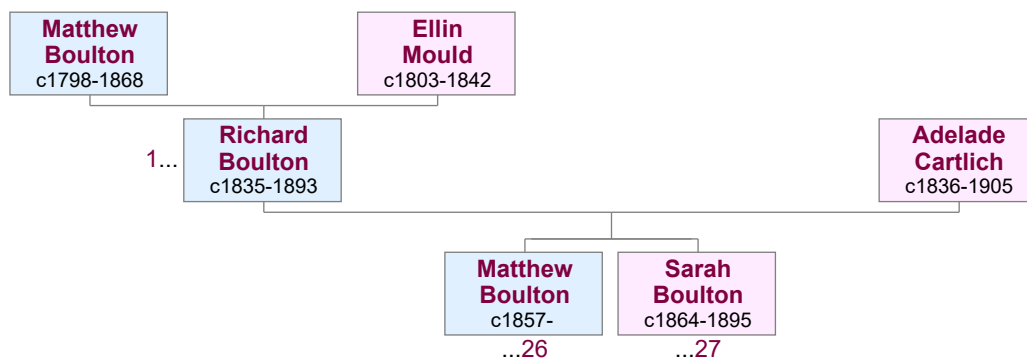 Matthew
Boulton
c1798-1868
Ellin
Mould
c1803-1842
1...
Richard
Boulton
c1835-1893
Adelade
Cartlich
c1836-1905
Matthew
Boulton
c1857-
Sarah
Boulton
c1864-1895
...26
...27